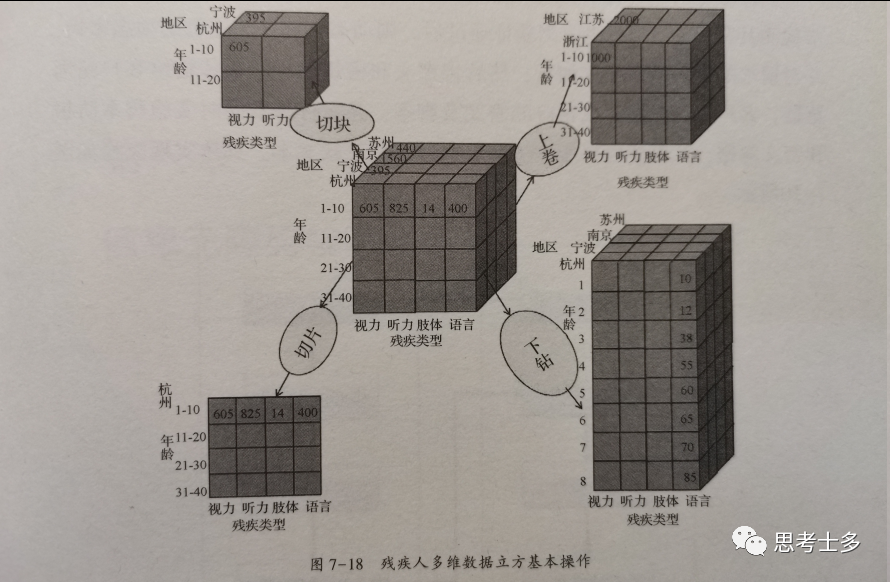 地区 宁波 395
杭州
年龄
1-10 605
11-20
视力 听力
残疾类型
切块
地区 江苏 2000
浙江
年龄
1-10 1000
11-20
21-30
31-40
视力 听力 肢体 语言
残疾类型
上卷
苏州 440
南京 1560
地区 宁波 395
杭州
年龄
1-10 605 825 14 400
11-20
21-30
31-40
视力 听力 肢体 语言
残疾类型
切片
下钻
杭州
年龄
1-10 605 825 14 400
11-20
21-30
31-40
视力 听力 肢体 语言
残疾类型
苏州
南京
地区 宁波
杭州
年龄
1 10
2 12
3 38
4 55
5 60
6 65
7 70
8 85
视力 听力 肢体 语言
残疾类型
图 7-18 残疾人多维数据立方基本操作
思考士多